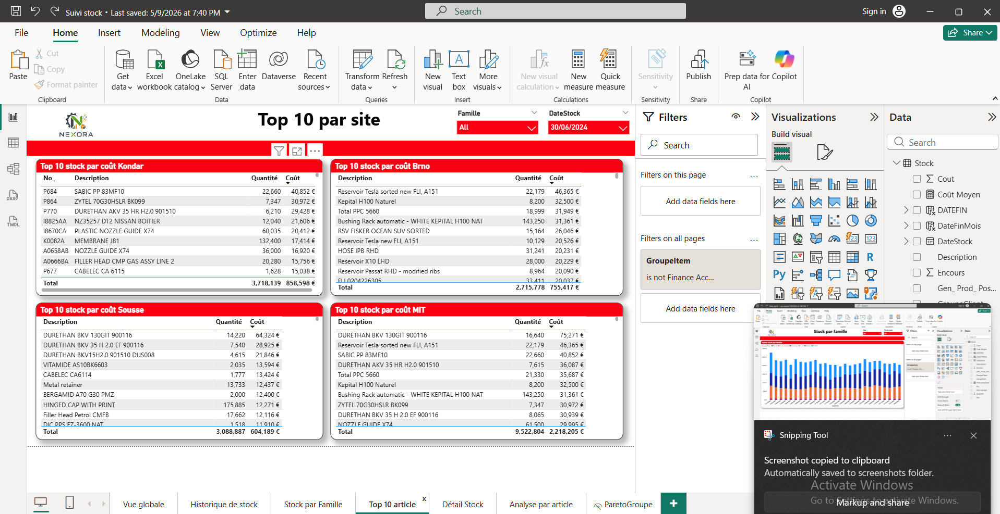 Suivi stock • Last saved: 5/9/2026 at 7:40 PM
Search
Sign in
File Home Insert Modeling View Optimize Help
Share
Paste
Cut
Copy
Format painter
Clipboard
Get data
Excel workbook
OneLake catalog
SQL Server
Enter data
Dataverse
Recent sources
Data
Transform data
Refresh
Queries
New visual
Text box
More visuals
Insert
New visual calculation
New measure
Quick measure
Calculations
Sensitivity
Sensitivity
Publish
Share
Prep data for AI
Copilot
Copilot
DAX
TMDL
NEXORA
Top 10 par site
Famille
All
DateStock
30/06/2024
Top 10 stock par coût Kondar
No_ Description Quantité Coût
P684 SABIC PP 83MF10 22,660 40,852 €
P864 ZYTEL 70G30HSLR BK099 7,347 30,972 €
P770 DURETHAN AKV 35 HR H2.0 901510 6,210 29,428 €
I8825AA NZ35257 DT2 NISSAN BOITIER 12,040 21,606 €
I8670CA PLASTIC NOZZLE GUIDE X74 60,035 20,412 €
K0082A MEMBRANE J81 132,400 17,414 €
A0658AB NOZZLE GUIDE X74 36,000 16,920 €
A0666BA FILLER HEAD CMP GAS ASSY LINE 2 20,280 15,756 €
P677 CABELEC CA 6115 1,628 15,038 €
Total 3,718,139 858,598 €
Top 10 stock par coût Brno
Description Quantité Coût
Reservoir Tesla sorted new FLI, A151 22,179 46,365 €
Kepital H100 Naturel 8,200 32,500 €
Total PPC 5660 18,999 31,949 €
Bushing Rack automatic - WHITE KEPITAL H100 NAT 143,250 31,361 €
RSV FISKER OCEAN SUV SORTED 15,164 26,046 €
Reservoir Tesla new FLI, A151 10,129 20,526 €
HOSE IPB RHD 31,241 20,231 €
Reservoir X10 LHD 28,000 20,229 €
Reservoir Passat RHD - modified ribs 8,964 20,090 €
FLI 0204226305 33,411 20,037 €
Total 2,715,778 755,417 €
Top 10 stock par coût Sousse
Description Quantité Coût
DURETHAN BKV 130GIT 900116 14,220 64,324 €
DURETHAN BKV 35 H 2.0 EF 900116 7,540 28,925 €
DURETHAN BKV15H2.0 901510 DUS008 4,615 21,846 €
VITAMIDE AS10BK6603 2,035 13,594 €
CABELEC CA6114 1,777 13,424 €
Metal retainer 13,733 12,437 €
BERGAMID A70 G30 PMZ 2,000 12,400 €
HINGED CAP WITH PRINT 175,885 12,271 €
Filler Head Petrol CMFB 17,662 12,116 €
DIC PPS FZ-3600 NAT 1,518 11,910 €
Total 3,088,887 604,189 €
Top 10 stock par coût MIT
Description Quantité Coût
DURETHAN BKV 130GIT 900116 16,640 75,271 €
Reservoir Tesla sorted new FLI, A151 22,179 46,365 €
SABIC PP 83MF10 22,660 40,852 €
DURETHAN AKV 35 HR H2.0 901510 7,615 36,087 €
Total PPC 5660 21,330 35,687 €
Kepital H100 Naturel 8,200 32,500 €
Bushing Rack automatic - WHITE KEPITAL H100 NAT 143,250 31,361 €
ZYTEL 70G30HSLR BK099 7,347 30,972 €
DURETHAN BKV 35 H 2.0 EF 900116 8,065 30,939 €
NOZZLE GUIDE X74 61,500 29,995 €
Total 9,522,804 2,218,205 €
Filters
Search
Filters on this page
...
Add data fields here
Filters on all pages
...
GroupeItem
is not Finance Acc...
Add data fields here
Visualizations
Build visual
123
123
R
Py
Data
Search
Stock
Cout
Coût Moyen
DATEFIN
DateFinMois
DateStock
Description
Encours
Gen_ Prod_ Pos...
Stock par famille
Snipping Tool
Screenshot copied to clipboard
Automatically saved to screenshots folder.
Activate Windows
Go to Settings to activate Windows.
Markup and share
Vue globale
Historique de stock
Stock par Famille
Top 10 article
x
Détail Stock
Analyse par article
ParetoGroupe
+